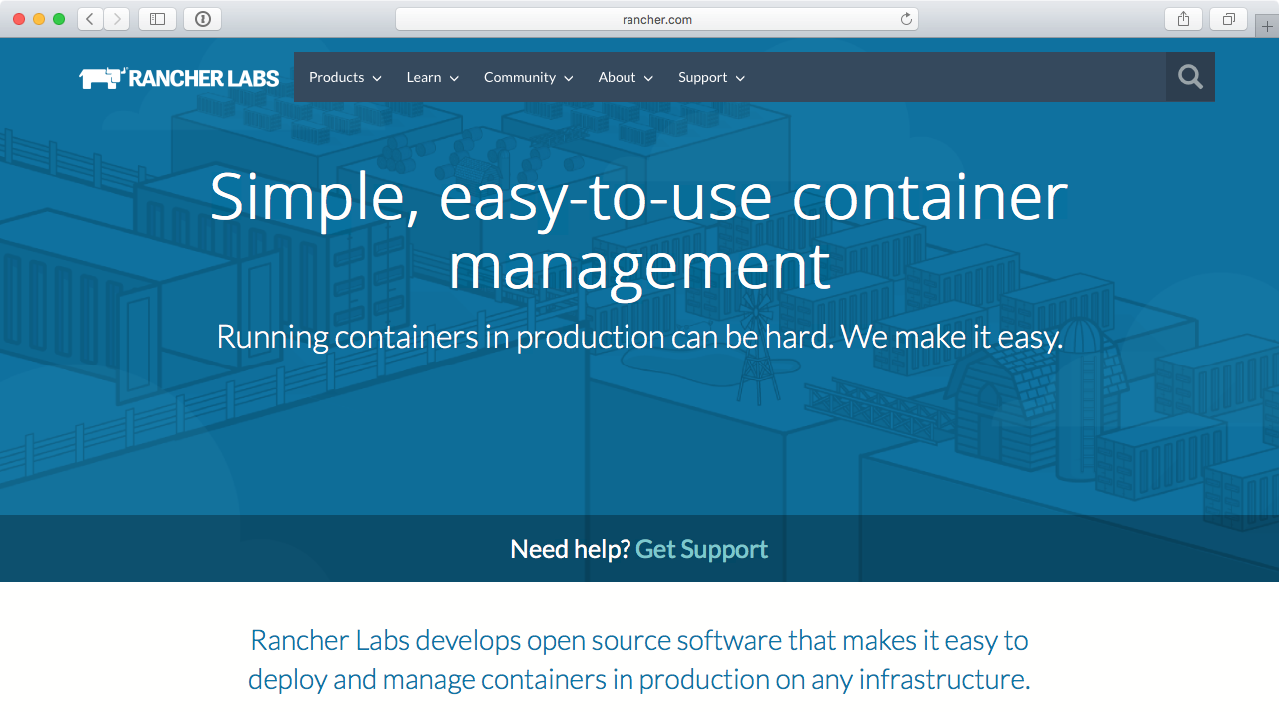 rancher.com
RANCHER LABS
Products Learn Community About Support
Simple, easy-to-use container
management
Running containers in production can be hard. We make it easy.
Need help? Get Support
Rancher Labs develops open source software that makes it easy to
deploy and manage containers in production on any infrastructure.